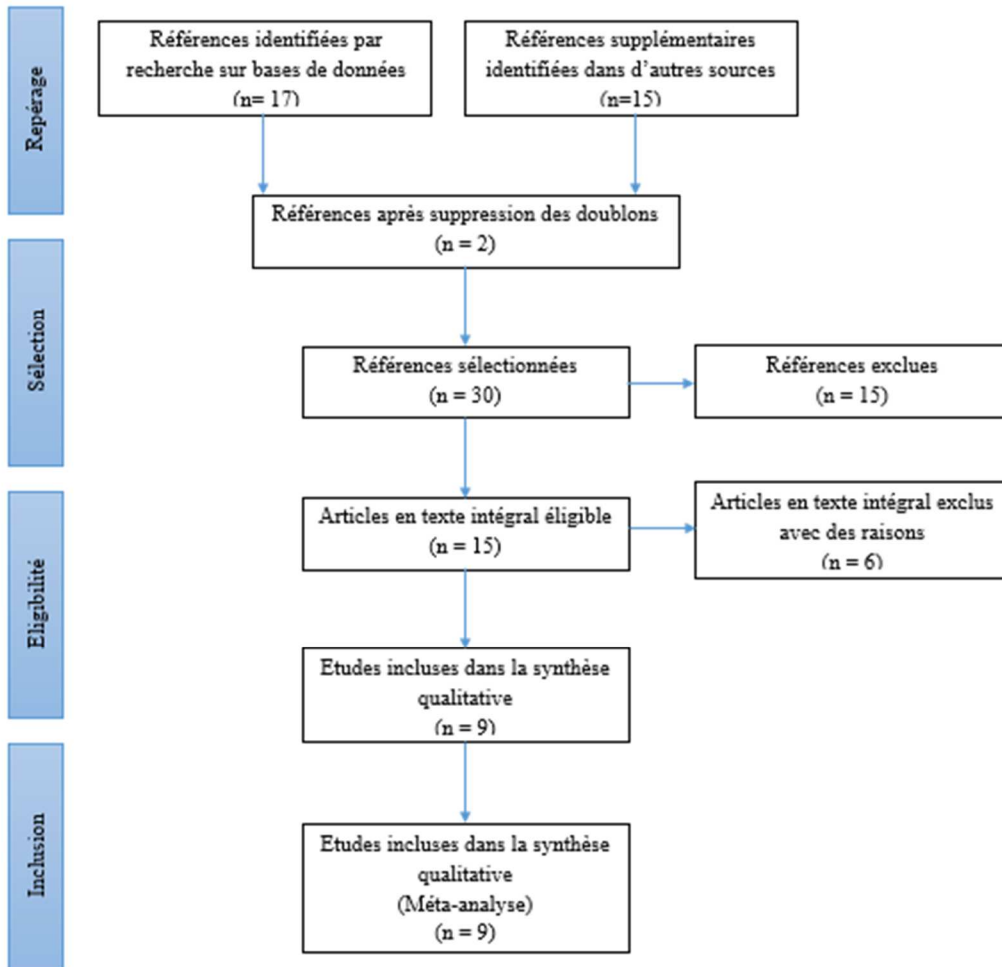 Repérage
Références identifiées par
recherche sur bases de données
(n= 17)
Références supplémentaires
identifiées dans d'autres sources
(n=15)
Références après suppression des doublons
(n = 2)
Sélection
Références sélectionnées
(n = 30)
Références exclues
(n = 15)
Eligibilité
Articles en texte intégral éligible
(n = 15)
Articles en texte intégral exclus
avec des raisons
(n = 6)
Etudes incluses dans la synthèse
qualitative
(n = 9)
Inclusion
Etudes incluses dans la synthèse
qualitative
(Méta-analyse)
(n = 9)